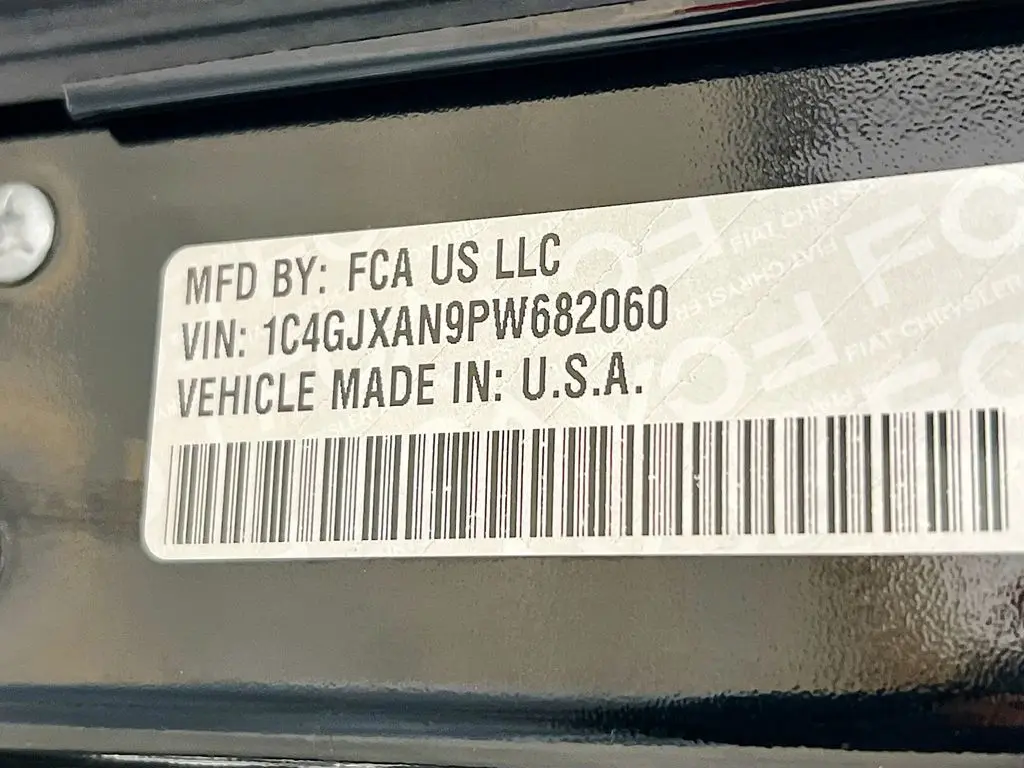 MFD BY: FCA US LLC
VIN: 1C4GJXAN9PW682060
VEHICLE MADE IN: U.S.A.